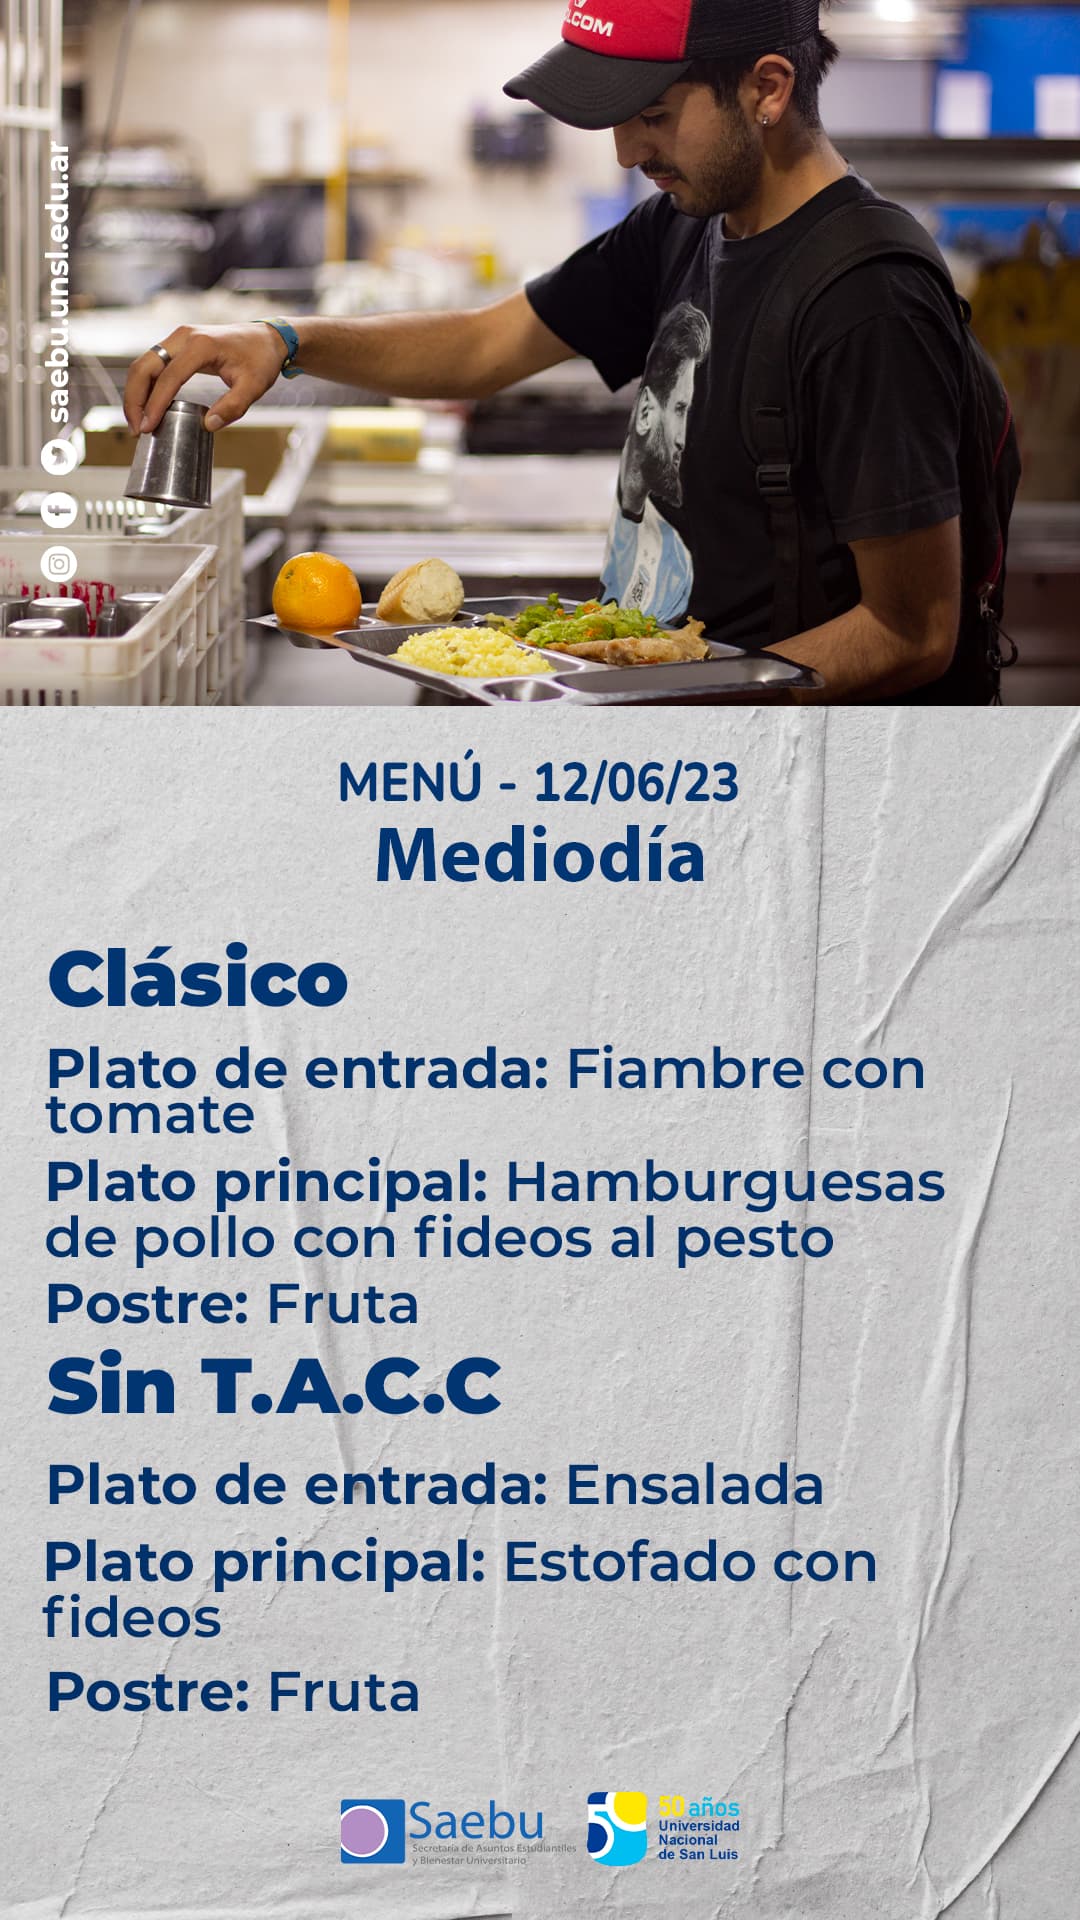 LCOM
saebu.unsl.edu.ar
MENÚ - 12/06/23
Mediodía
Clásico
Plato de entrada: Fiambre con
tomate
Plato principal: Hamburguesas
de pollo con fideos al pesto
Postre: Fruta
Sin T.A.C.C
Plato de entrada: Ensalada
Plato principal: Estofado con
fideos
Postre: Fruta
Saebu
Secretaría de Asuntos Estudiantiles
y Bienestar Universitario
50 años
Universidad
Nacional
de San Luis